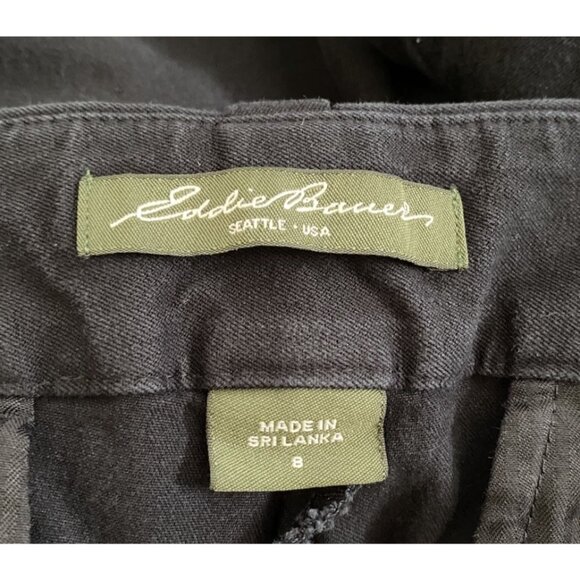 Eddie Bauer
SEATTLE · USA
MADE IN
SRI LANKA
8